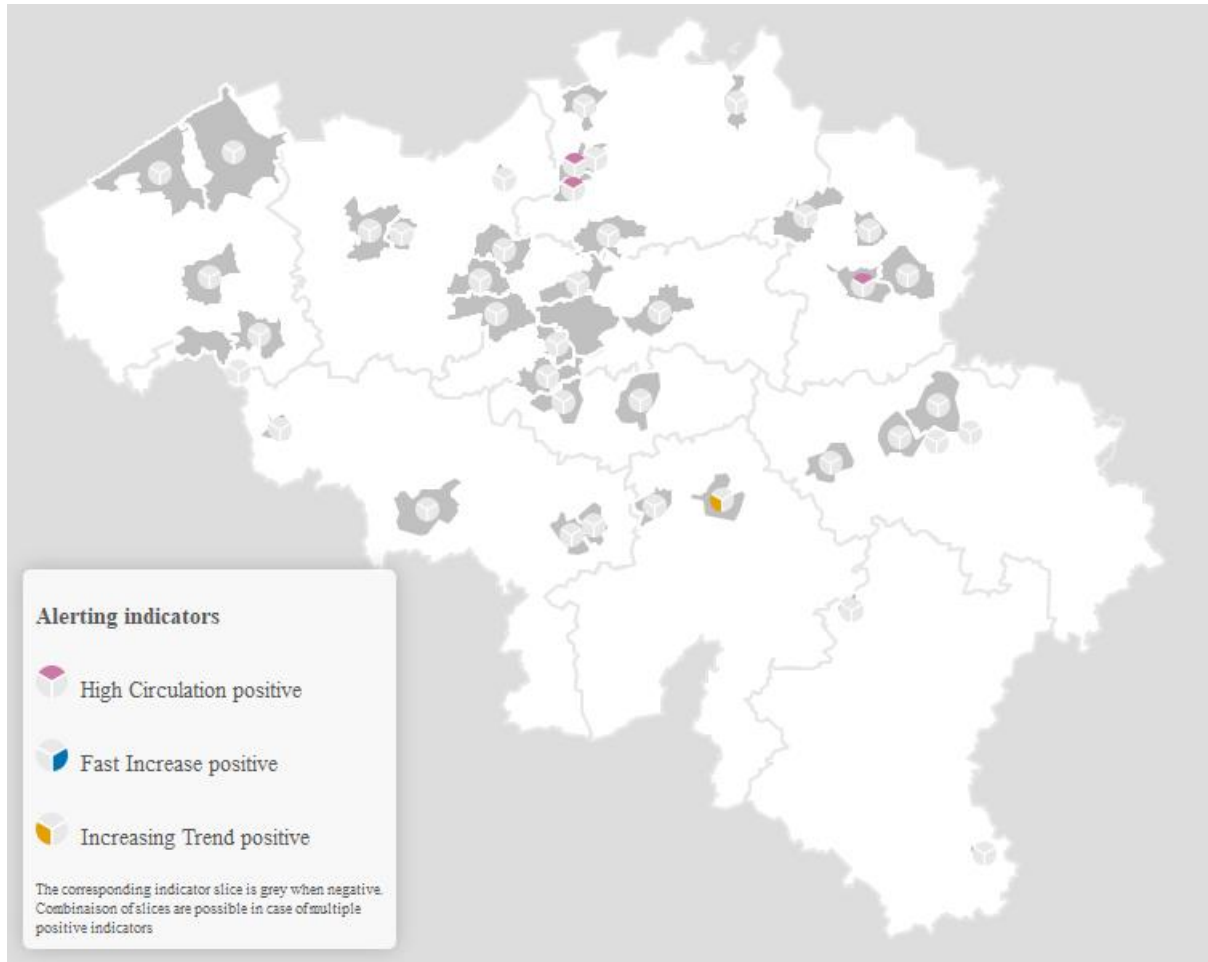 Alerting indicators
High Circulation positive
Fast Increase positive
Increasing Trend positive
The corresponding indicator slice is grey when negative.
Combinaison of slices are possible in case of multiple
positive indicators